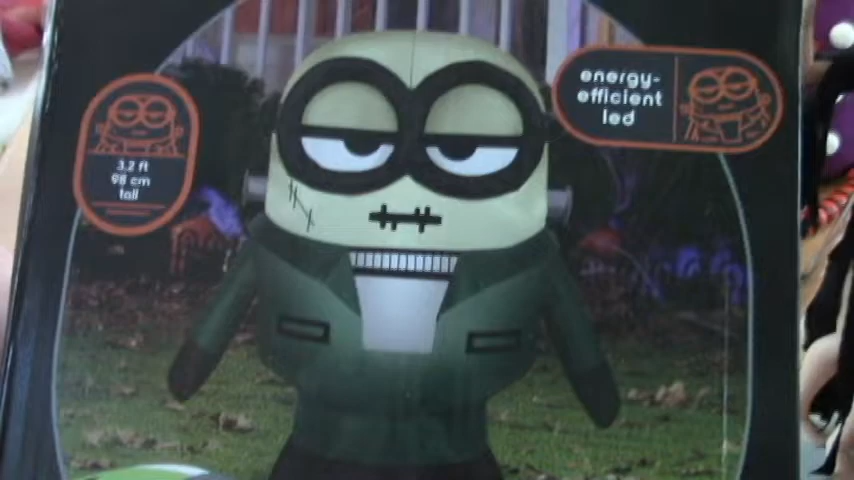 3.2 ft
98 cm
tall
energy-
efficient
led